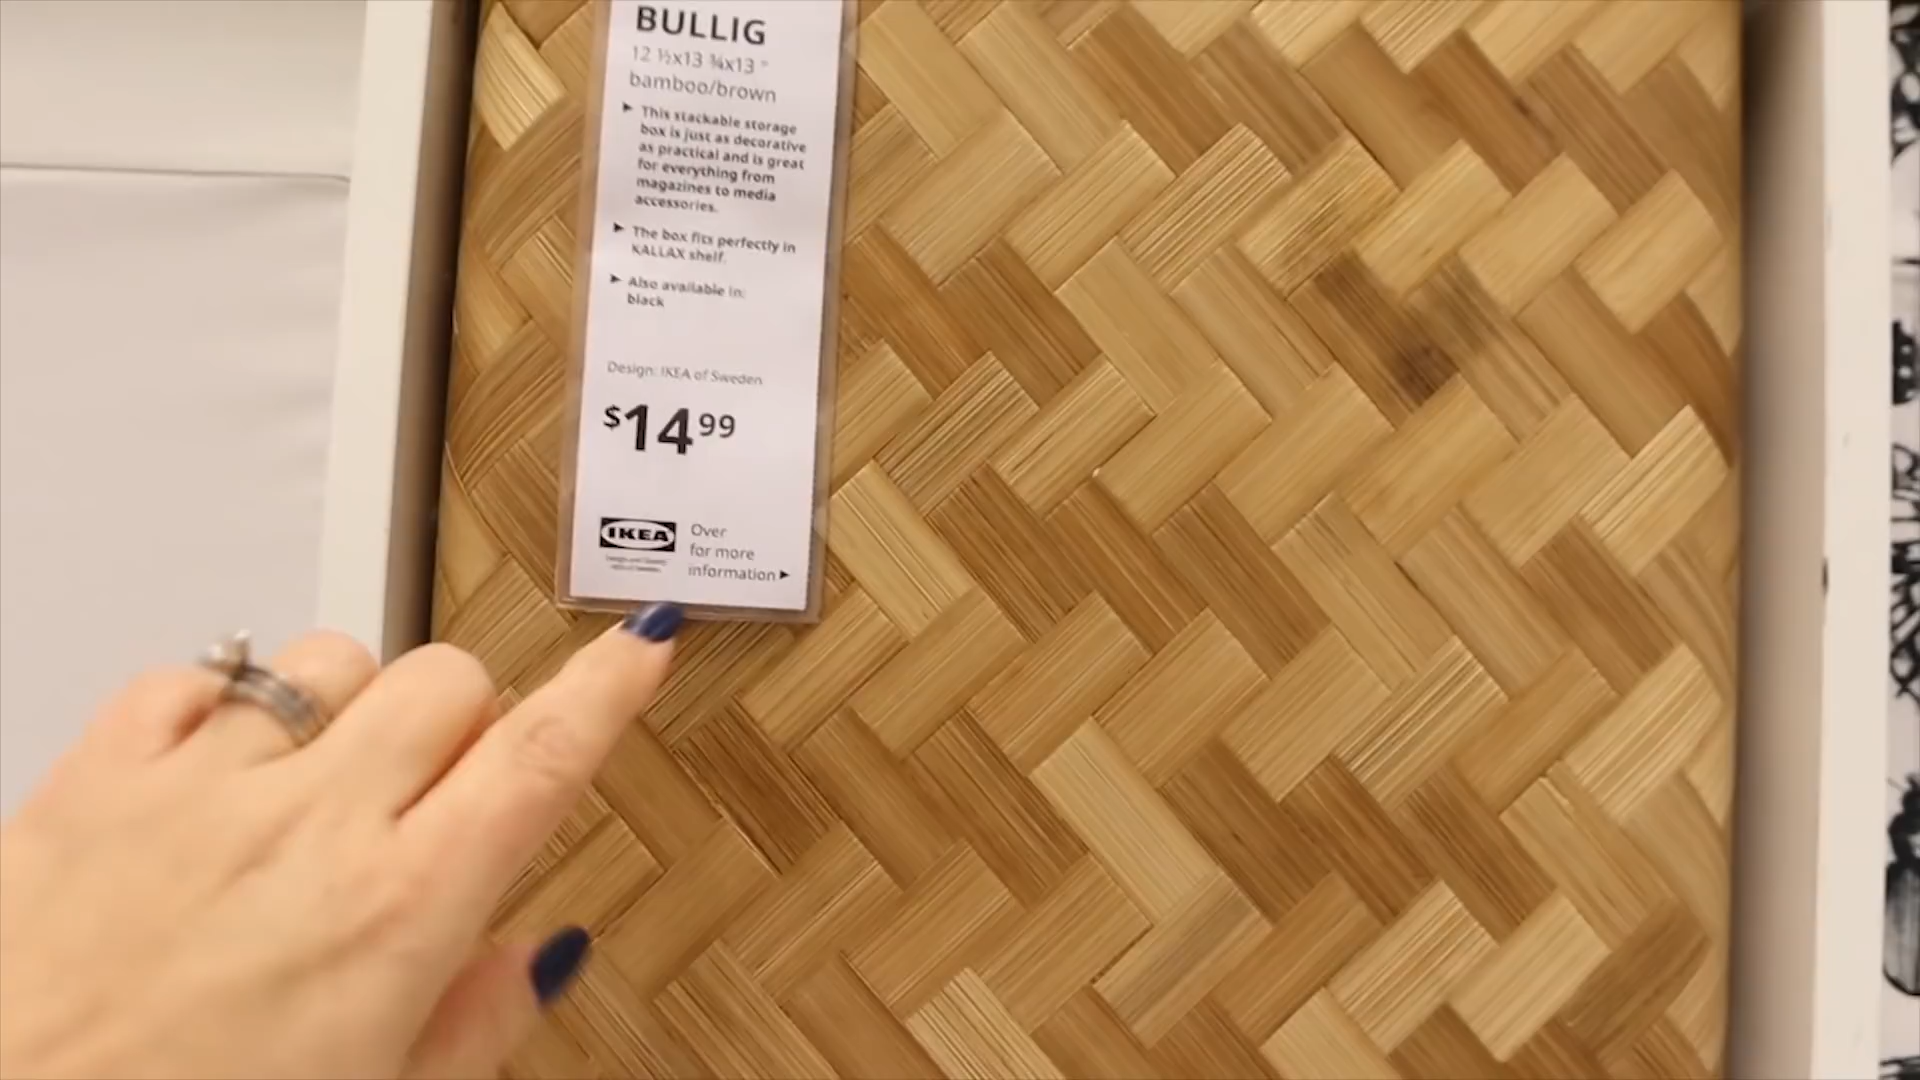 BULLIG
12 ½x13 ¾x13 "
bamboo/brown
► This stackable storage
box is just as decorative
as practical and is great
for everything from
magazines to media
accessories.
► The box fits perfectly in
KALLAX shelf.
► Also available in:
black
Design: IKEA of Sweden
$14 99
IKEA
Over
for more
information ►